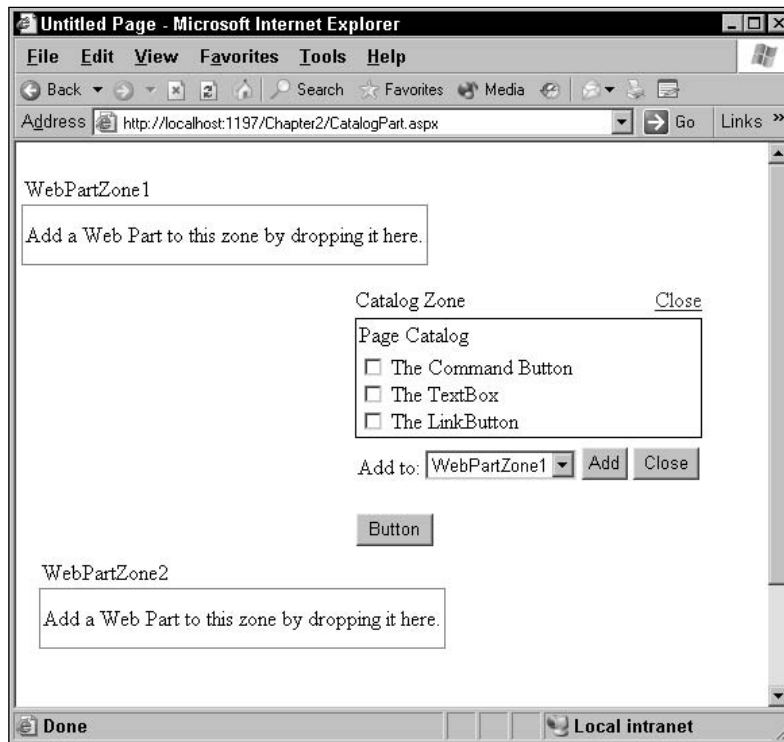 Untitled Page - Microsoft Internet Explorer
File Edit View Favorites Tools Help
Back Search Favorites Media
Address http://localhost:1197/Chapter2/CatalogPart.aspx Go Links »
WebPartZone1
Add a Web Part to this zone by dropping it here.
Catalog Zone Close
Page Catalog
The Command Button
The TextBox
The LinkButton
Add to: WebPartZone1 Add Close
Button
WebPartZone2
Add a Web Part to this zone by dropping it here.
Done Local intranet